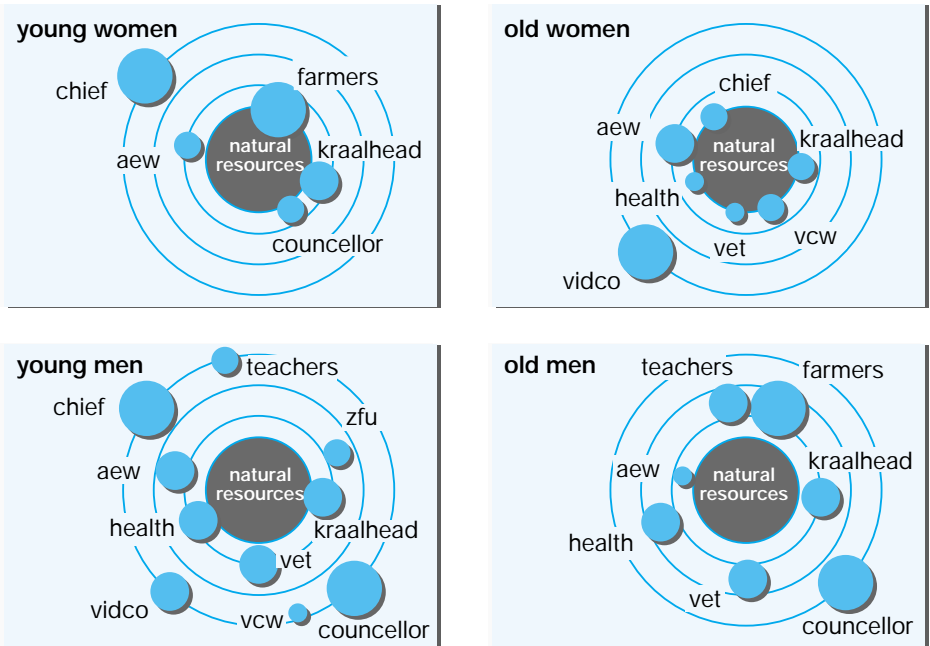 young women
chief
farmers
aew
natural
resources
kraalhead
councellor
old women
chief
aew
natural
resources
kraalhead
health
vet
vcw
vidco
young men
teachers
chief
zfu
aew
natural
resources
health
kraalhead
vet
vidco
vcw
councellor
old men
teachers
farmers
aew
natural
resources
kraalhead
health
vet
councellor